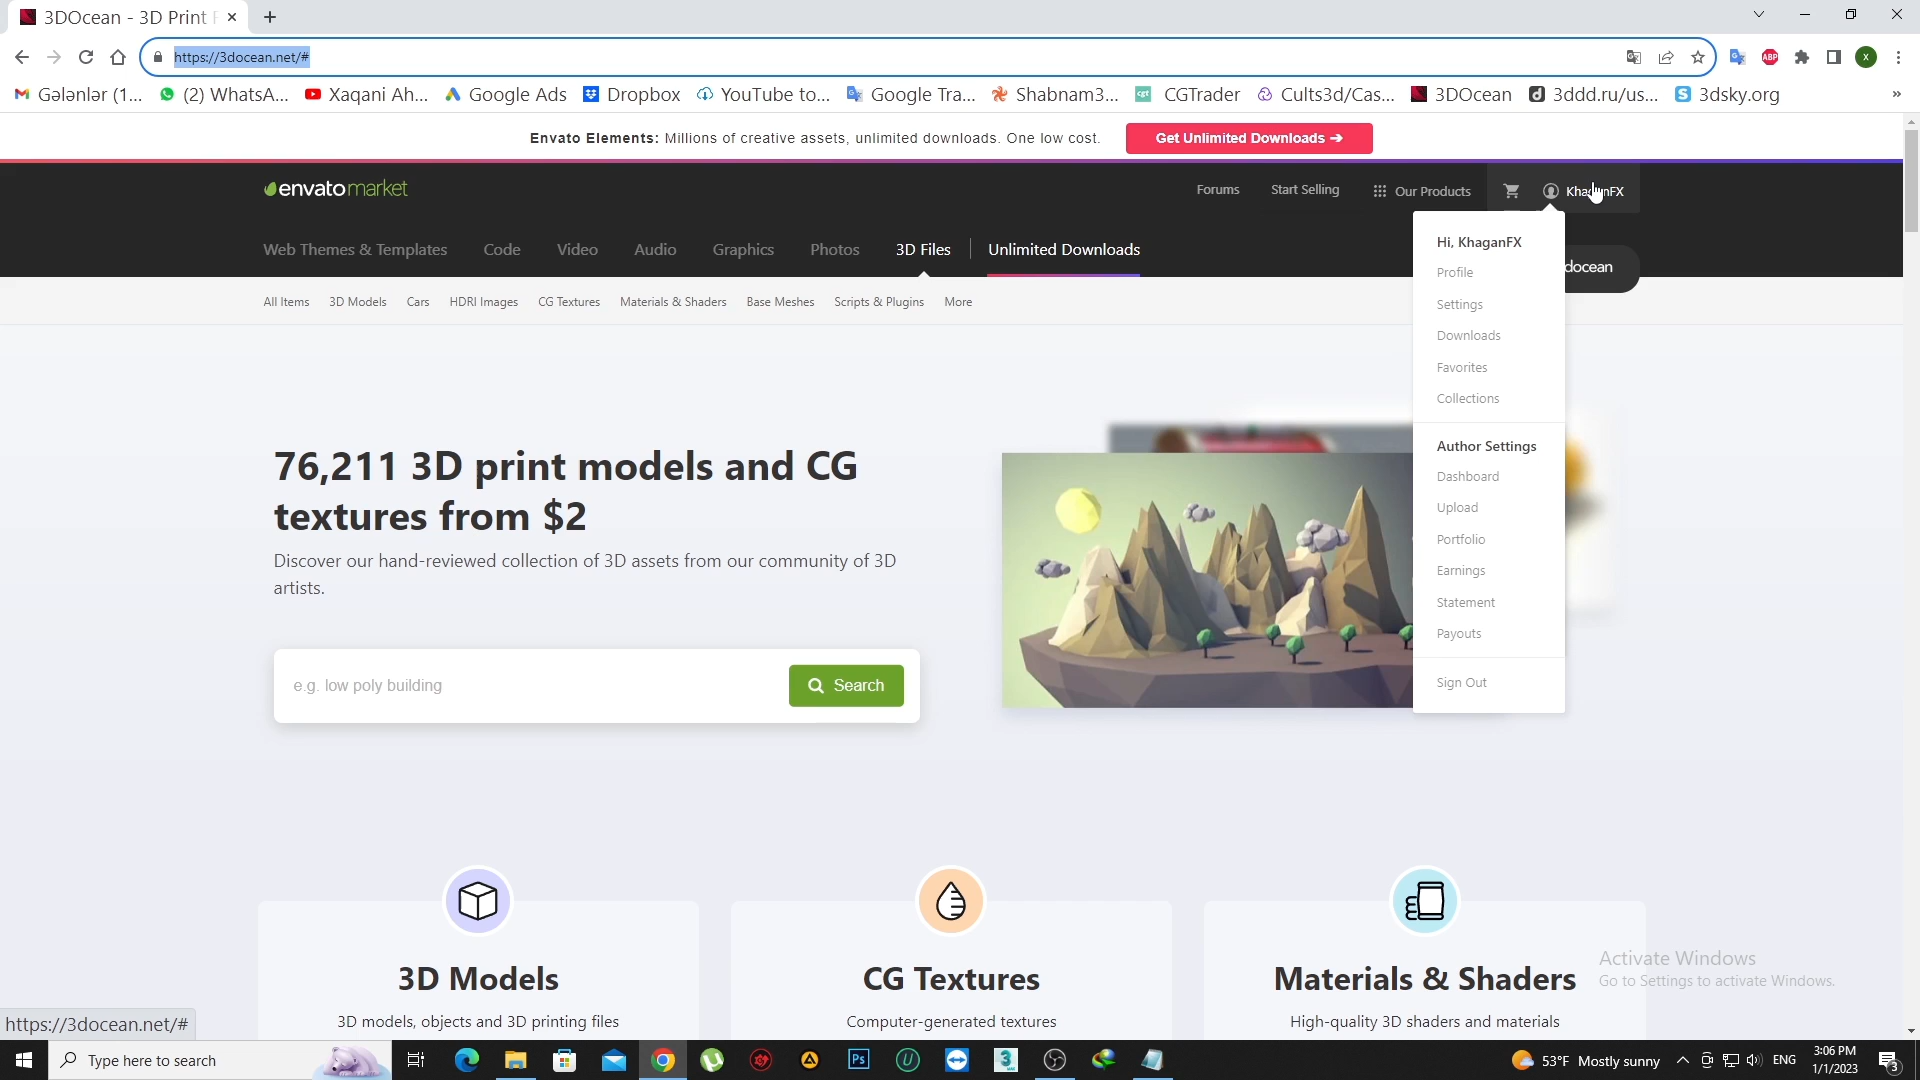 3DOcean - 3D Print
https://3docean.net/#
Gələnlər (1...
(2) WhatsA...
Xaqani Ah...
Google Ads
Dropbox
YouTube to...
Google Tra...
Shabnam3...
CGTrader
Cults3d/Cas...
3DOcean
3ddd.ru/us...
3dsky.org
»
Envato Elements: Millions of creative assets, unlimited downloads. One low cost.
Get Unlimited Downloads ➔
envatomarket
Forums
Start Selling
Our Products
KhaganFX
Web Themes & Templates
Code
Video
Audio
Graphics
Photos
3D Files
Unlimited Downloads
docean
All Items
3D Models
Cars
HDRI Images
CG Textures
Materials & Shaders
Base Meshes
Scripts & Plugins
More
Hi, KhaganFX
Profile
Settings
Downloads
Favorites
Collections
Author Settings
Dashboard
Upload
Portfolio
Earnings
Statement
Payouts
Sign Out
76,211 3D print models and CG
textures from $2
Discover our hand-reviewed collection of 3D assets from our community of 3D
artists.
e.g. low poly building
Search
3D Models
3D models, objects and 3D printing files
CG Textures
Computer-generated textures
Materials & Shaders
High-quality 3D shaders and materials
Activate Windows
Go to Settings to activate Windows.
https://3docean.net/#
Type here to search
53°F Mostly sunny
ENG
3:06 PM
1/1/2023
3